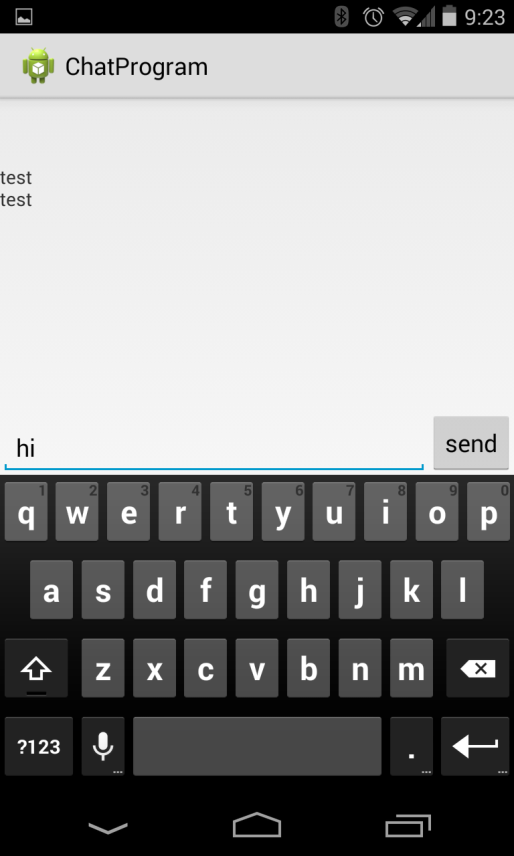 9:23
ChatProgram
test
test
hi
send
1 2 3 4 5 6 7 8 9 0
q w e r t y u i o p
a s d f g h j k l
z x c v b n m
?123 . ...